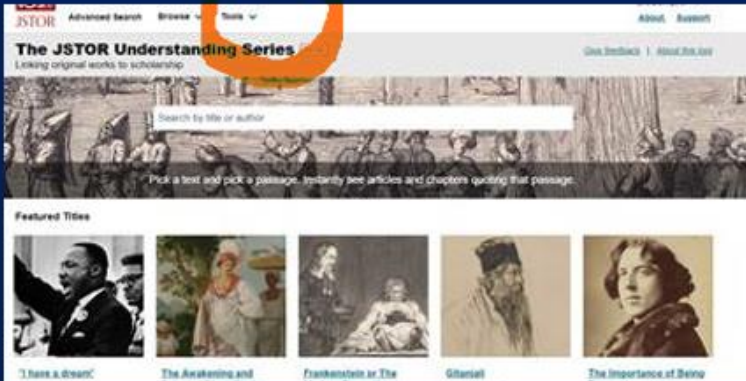 JSTOR Advanced Search Browse Tools About Support
The JSTOR Understanding Series
Linking original works to scholarship
Give feedback | About this tool
Search by title or author
Pick a text and pick a passage. Instantly see articles and chapters quoting that passage.
Featured Titles
"I have a dream" The Awakening and Frankenstein or The Gitanjali The Importance of Being